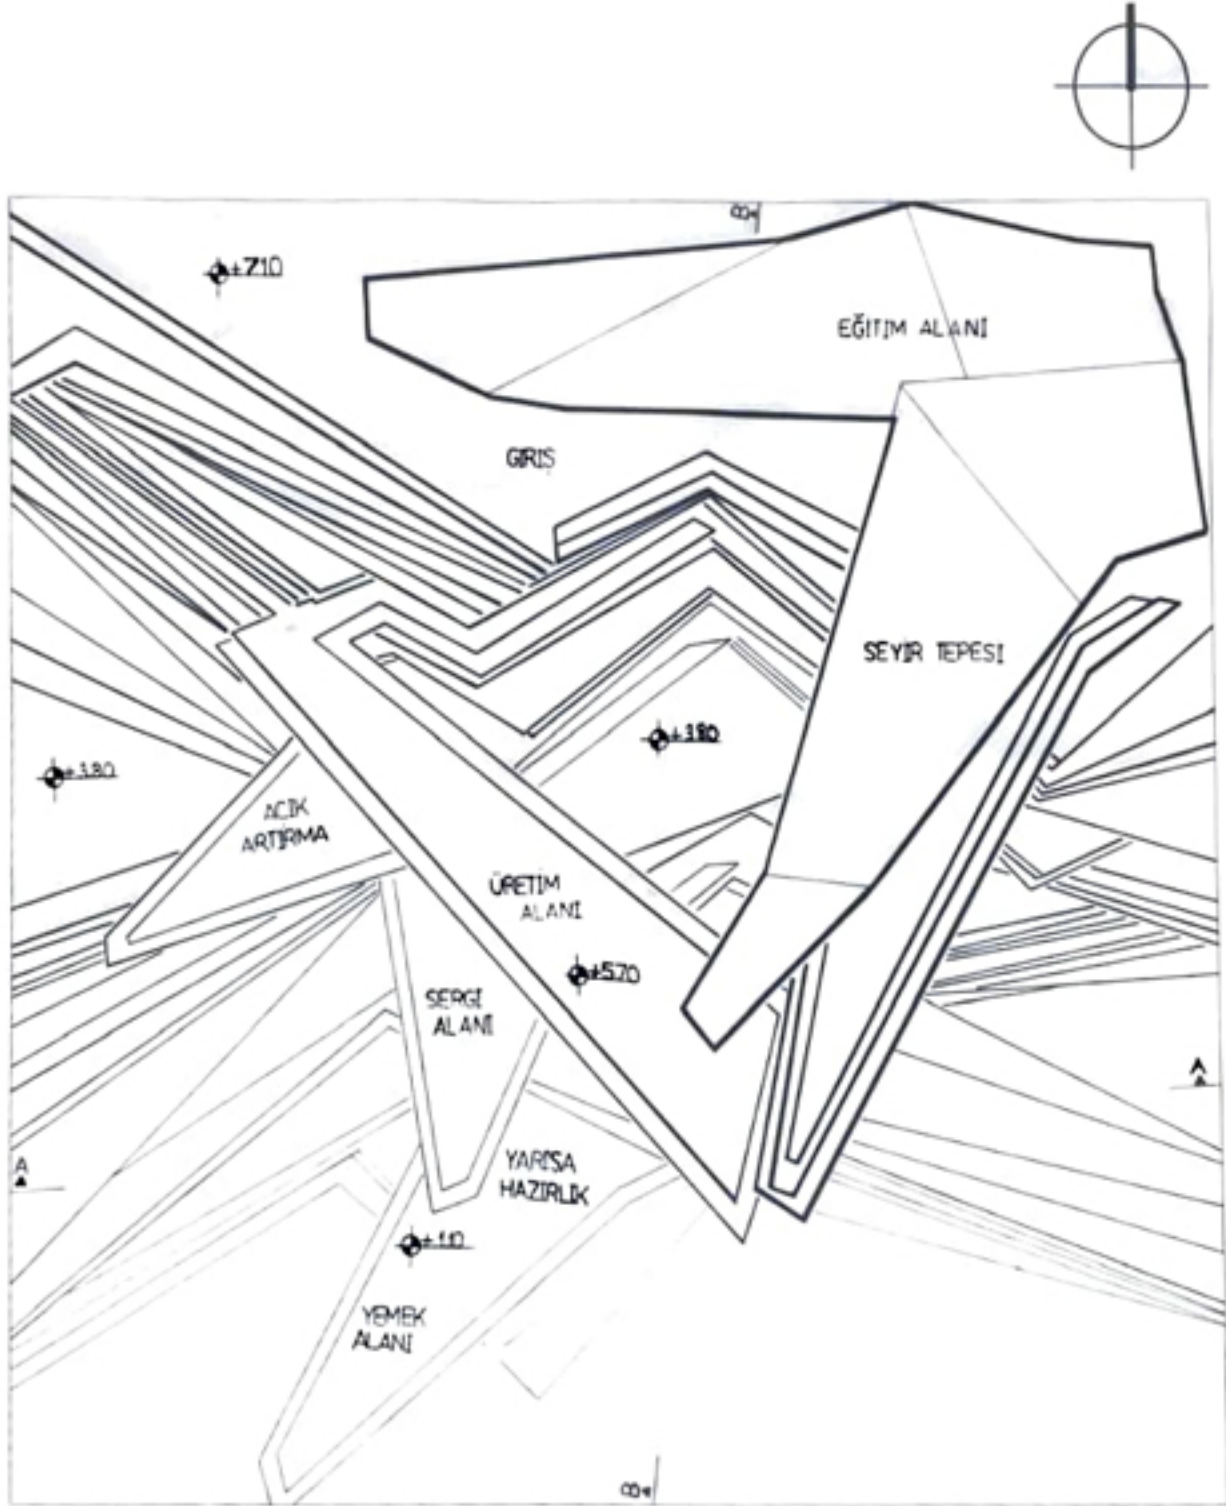 B
+7.10
EĞİTİM ALANI
GİRİŞ
SEYİR TEPESİ
+3.80
+3.80
AÇIK
ARTIRMA
ÜRETİM
ALANI
+5.70
SERGİ
ALANI
A
A
YARIŞA
HAZIRLIK
+1.10
YEMEK
ALANI
B